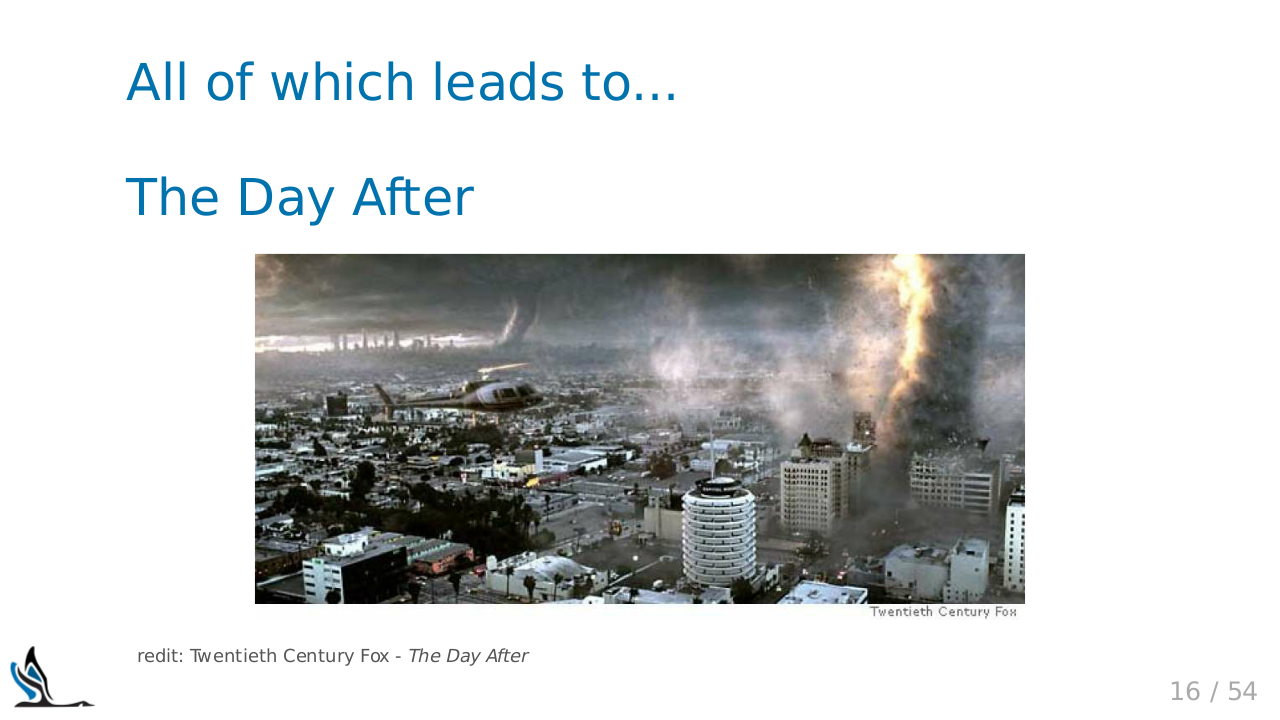 All of which leads to...
The Day After
Twentieth Century Fox
redit: Twentieth Century Fox - The Day After
16 / 54